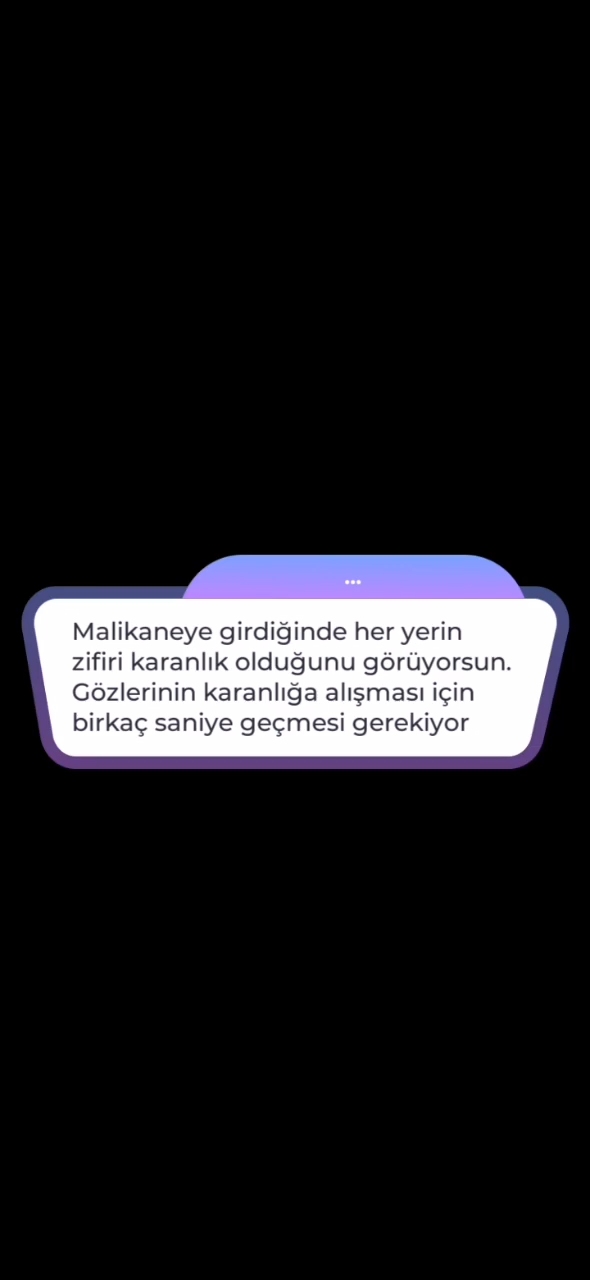 ...
Malikaneye girdiğinde her yerin
zifiri karanlık olduğunu görüyorsun.
Gözlerinin karanlığa alışması için
birkaç saniye geçmesi gerekiyor